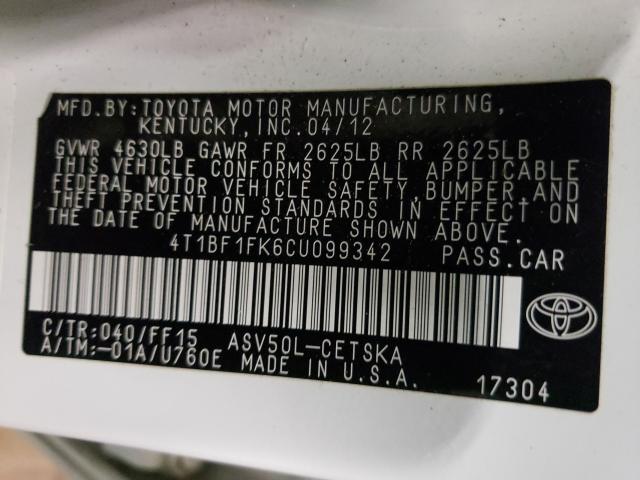 MFD.BY:TOYOTA MOTOR MANUFACTURING,
KENTUCKY,INC.04/12
GVWR 4630LB GAWR FR 2625LB RR 2625LB
THIS VEHICLE CONFORMS TO ALL APPLICABLE
FEDERAL MOTOR VEHICLE SAFETY,BUMPER,AND
THEFT PREVENTION STANDARDS IN EFFECT ON
THE DATE OF MANUFACTURE SHOWN ABOVE.
4T1BF1FK6CU099342 PASS.CAR
C/TR:040/FF15 ASV50L-CETSKA
A/TM:-01A/U760E MADE IN U.S.A.
17304